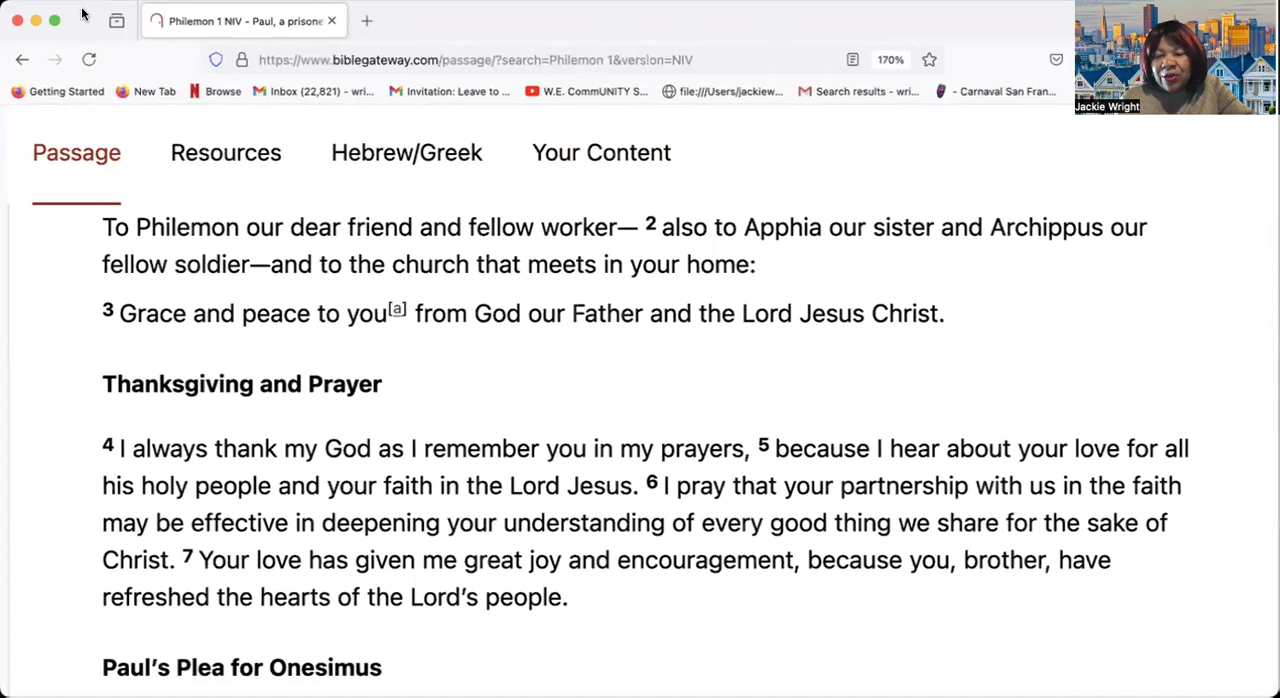 Philemon 1 NIV - Paul, a prisone
https://www.biblegateway.com/passage/?search=Philemon 1&version=NIV
170%
Getting Started
New Tab
Browse
Inbox (22,821) - wri...
Invitation: Leave to ...
W.E. CommUNITY S...
file:///Users/jackiew...
Search results - wri...
- Carnaval San Fran...
Jackie Wright
Passage
Resources
Hebrew/Greek
Your Content
To Philemon our dear friend and fellow worker— 2 also to Apphia our sister and Archippus our
fellow soldier—and to the church that meets in your home:
3 Grace and peace to you[a] from God our Father and the Lord Jesus Christ.
Thanksgiving and Prayer
4 I always thank my God as I remember you in my prayers, 5 because I hear about your love for all
his holy people and your faith in the Lord Jesus. 6 I pray that your partnership with us in the faith
may be effective in deepening your understanding of every good thing we share for the sake of
Christ. 7 Your love has given me great joy and encouragement, because you, brother, have
refreshed the hearts of the Lord’s people.
Paul’s Plea for Onesimus